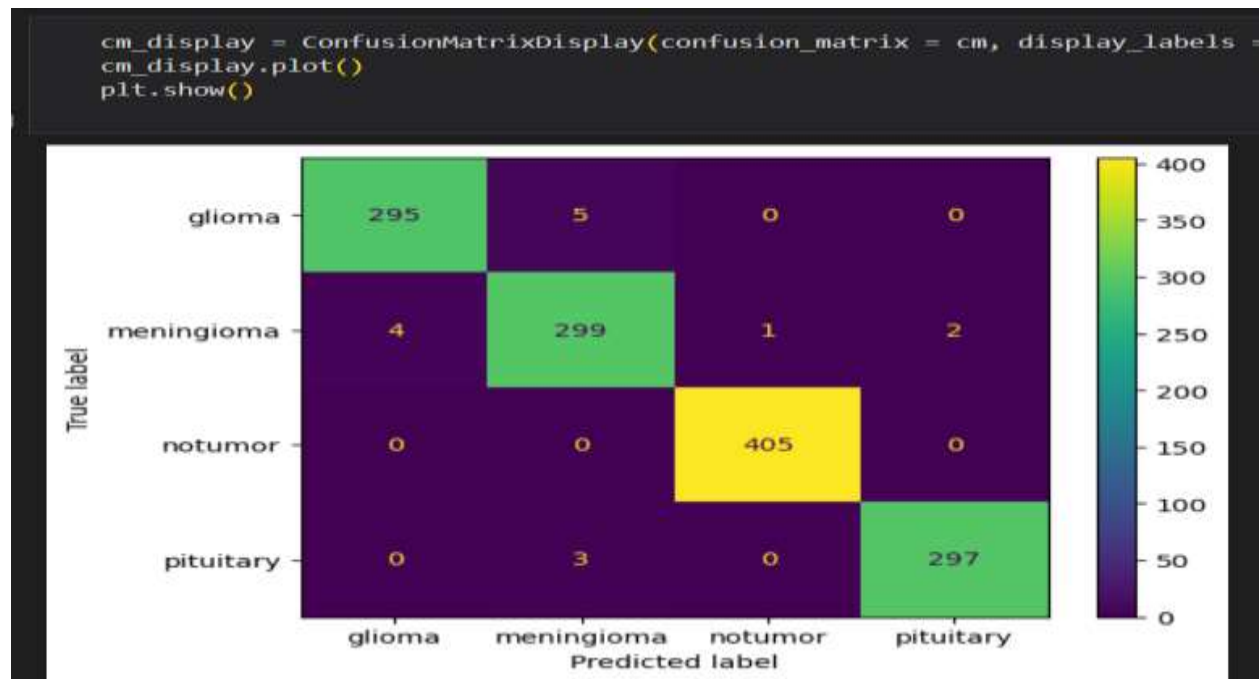 cm_display = ConfusionMatrixDisplay(confusion_matrix = cm, display_labels =
cm_display.plot()
plt.show()
glioma 295 5 0 0
meningioma 4 299 1 2
notumor 0 0 405 0
pituitary 0 3 0 297
True label
glioma meningioma notumor pituitary
Predicted label
400
350
300
250
200
150
100
50
0